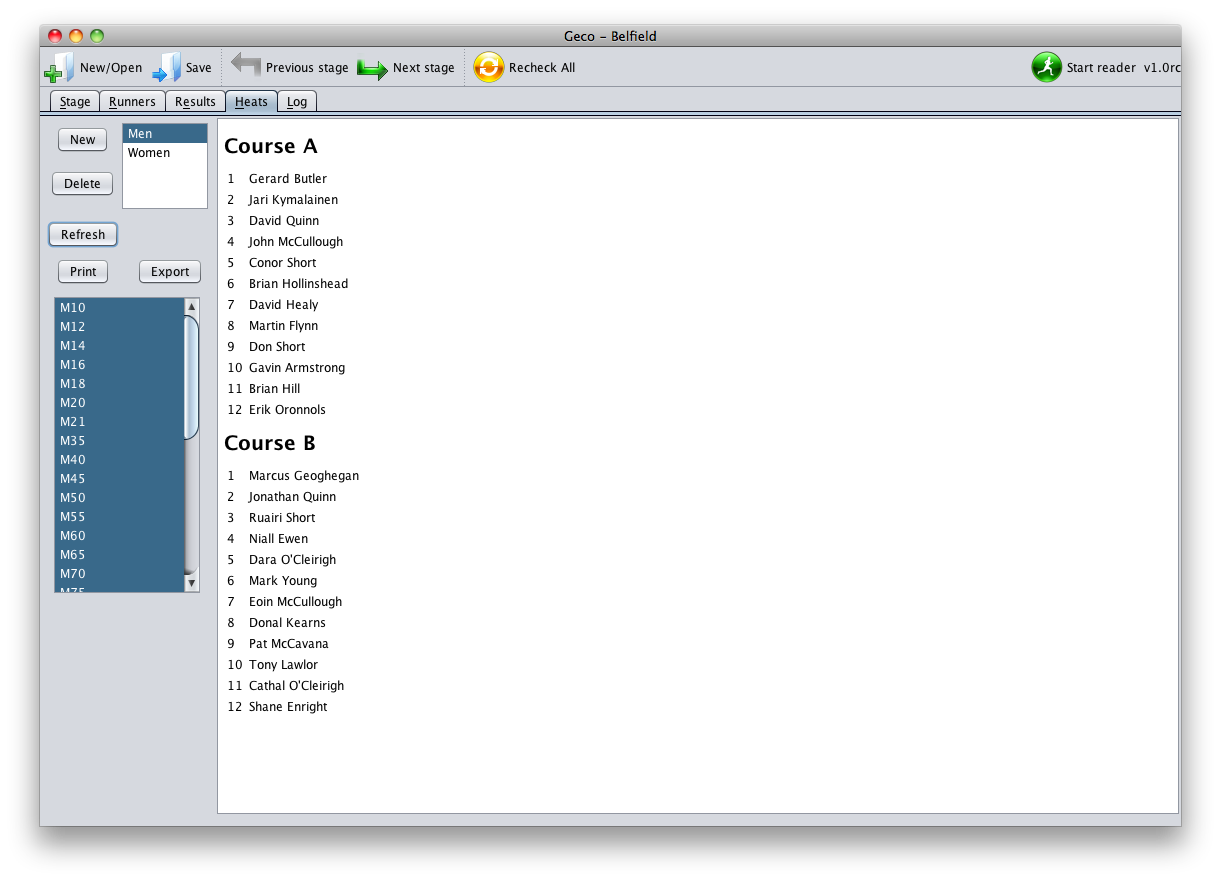 Geco – Belfield
New/Open Save Previous stage Next stage Recheck All Start reader v1.0rc
Stage Runners Results Heats Log
New
Delete
Men
Women
Refresh
Print Export
M10
M12
M14
M16
M18
M20
M21
M35
M40
M45
M50
M55
M60
M65
M70
M75
Course A
1 Gerard Butler
2 Jari Kymalainen
3 David Quinn
4 John McCullough
5 Conor Short
6 Brian Hollinshead
7 David Healy
8 Martin Flynn
9 Don Short
10 Gavin Armstrong
11 Brian Hill
12 Erik Oronnols
Course B
1 Marcus Geoghegan
2 Jonathan Quinn
3 Ruairi Short
4 Niall Ewen
5 Dara O'Cleirigh
6 Mark Young
7 Eoin McCullough
8 Donal Kearns
9 Pat McCavana
10 Tony Lawlor
11 Cathal O'Cleirigh
12 Shane Enright